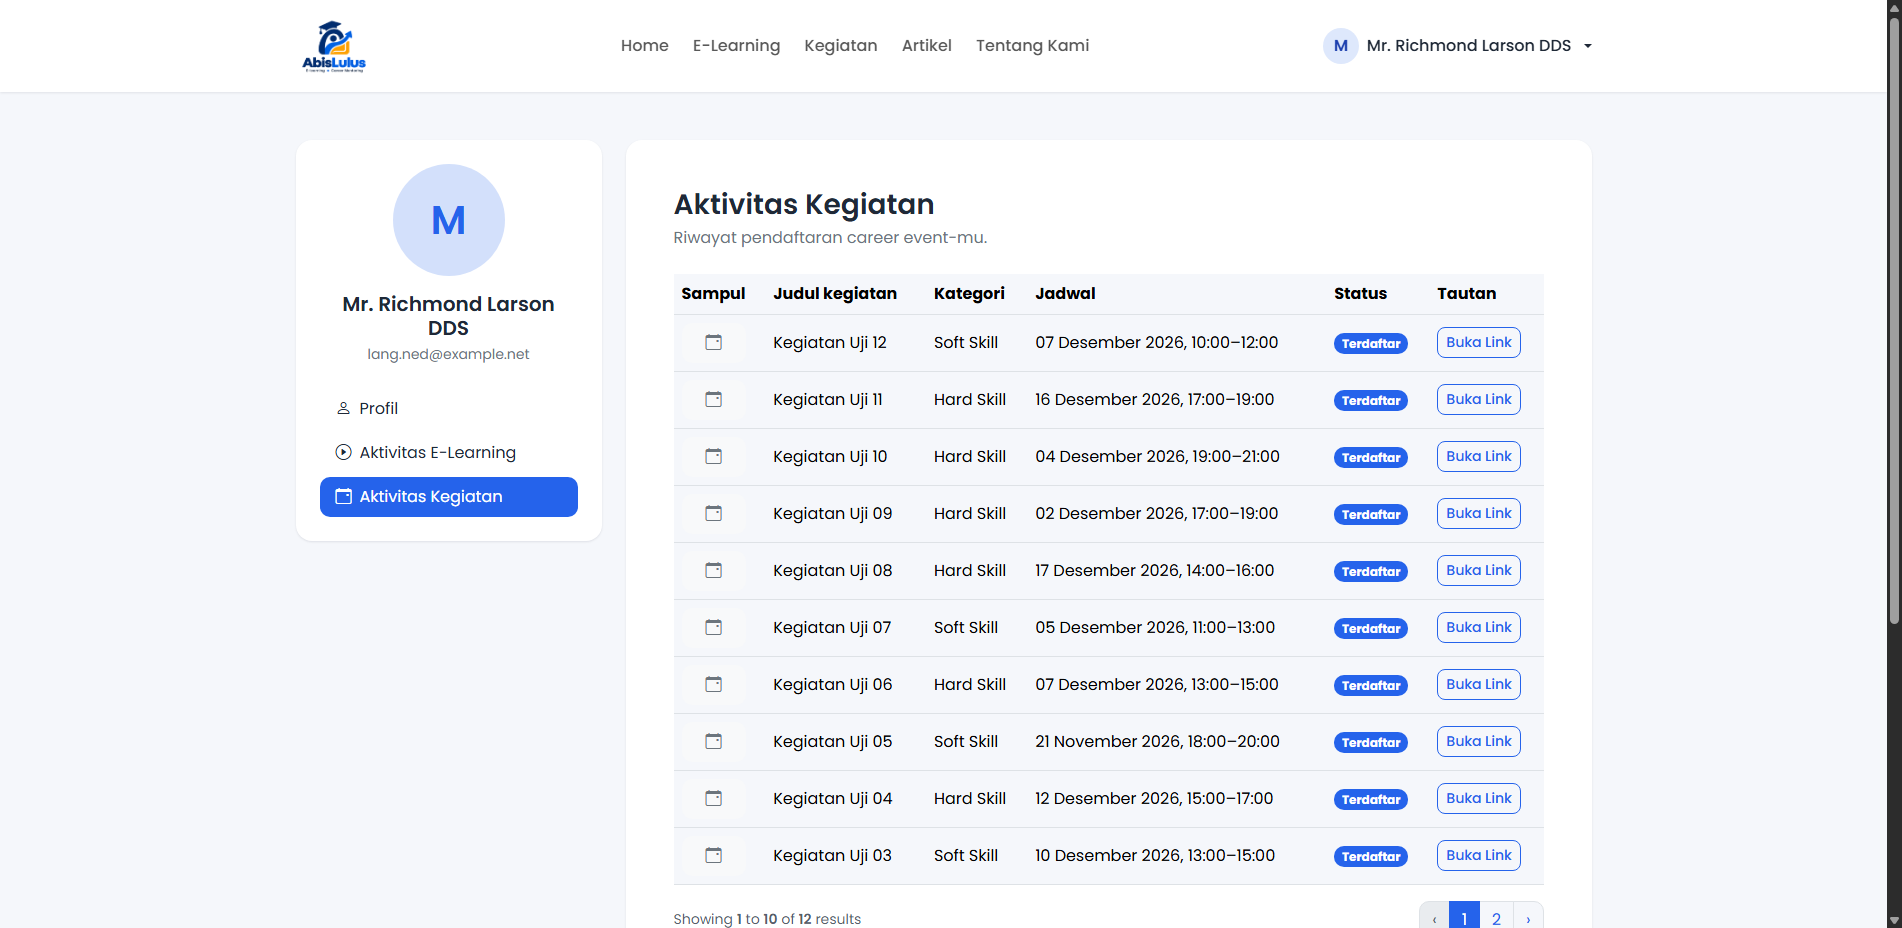 AbisLulus
Home E-Learning Kegiatan Artikel Tentang Kami
M Mr. Richmond Larson DDS
M
Mr. Richmond Larson
DDS
lang.ned@example.net
Profil
Aktivitas E-Learning
Aktivitas Kegiatan
Aktivitas Kegiatan
Riwayat pendaftaran career event-mu.
Sampul Judul kegiatan Kategori Jadwal Status Tautan
Kegiatan Uji 12 Soft Skill 07 Desember 2026, 10:00–12:00 Terdaftar Buka Link
Kegiatan Uji 11 Hard Skill 16 Desember 2026, 17:00–19:00 Terdaftar Buka Link
Kegiatan Uji 10 Hard Skill 04 Desember 2026, 19:00–21:00 Terdaftar Buka Link
Kegiatan Uji 09 Hard Skill 02 Desember 2026, 17:00–19:00 Terdaftar Buka Link
Kegiatan Uji 08 Hard Skill 17 Desember 2026, 14:00–16:00 Terdaftar Buka Link
Kegiatan Uji 07 Soft Skill 05 Desember 2026, 11:00–13:00 Terdaftar Buka Link
Kegiatan Uji 06 Hard Skill 07 Desember 2026, 13:00–15:00 Terdaftar Buka Link
Kegiatan Uji 05 Soft Skill 21 November 2026, 18:00–20:00 Terdaftar Buka Link
Kegiatan Uji 04 Hard Skill 12 Desember 2026, 15:00–17:00 Terdaftar Buka Link
Kegiatan Uji 03 Soft Skill 10 Desember 2026, 13:00–15:00 Terdaftar Buka Link
Showing 1 to 10 of 12 results
‹ 1 2 ›